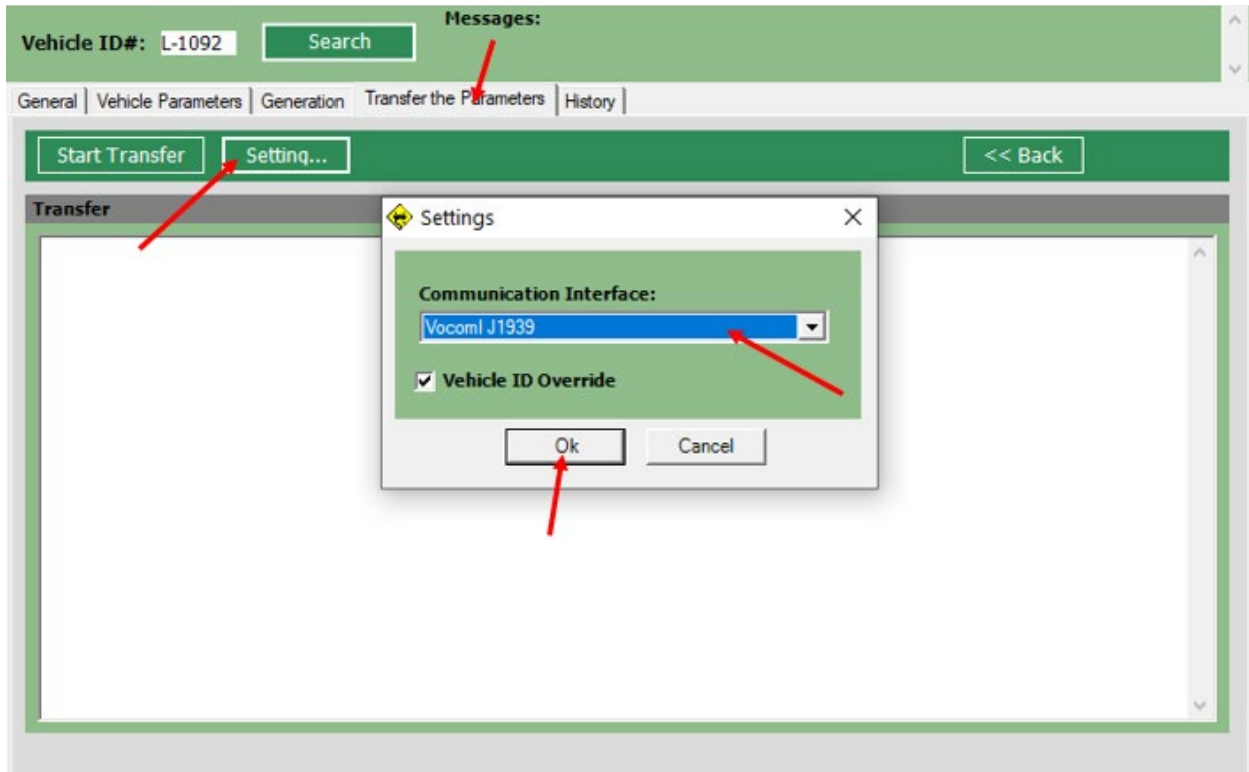 Messages:
Vehicle ID#: L-1092 Search
General Vehicle Parameters Generation Transfer the Parameters History
Start Transfer Setting... << Back
Transfer
Settings
Communication Interface:
VocomI J1939
Vehicle ID Override
Ok Cancel